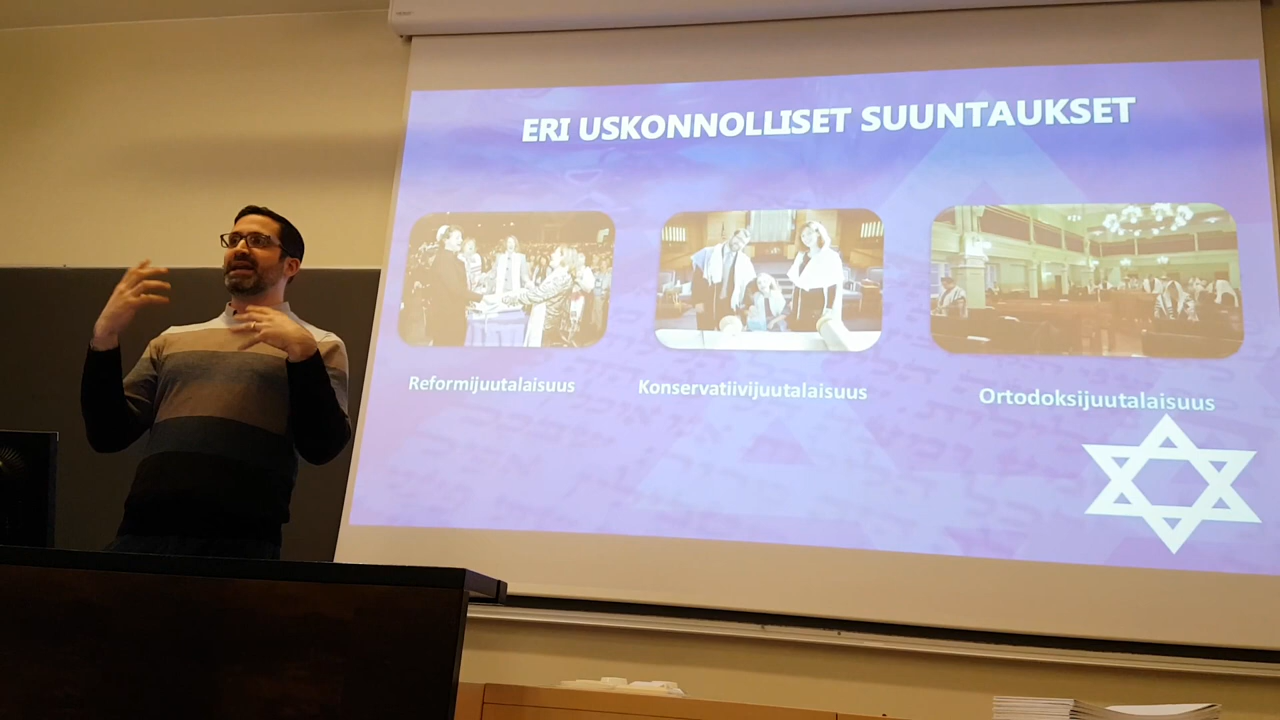 ERI USKONNOLLISET SUUNTAUKSET
Reformijuutalaisuus
Konservatiivijuutalaisuus
Ortodoksijuutalaisuus